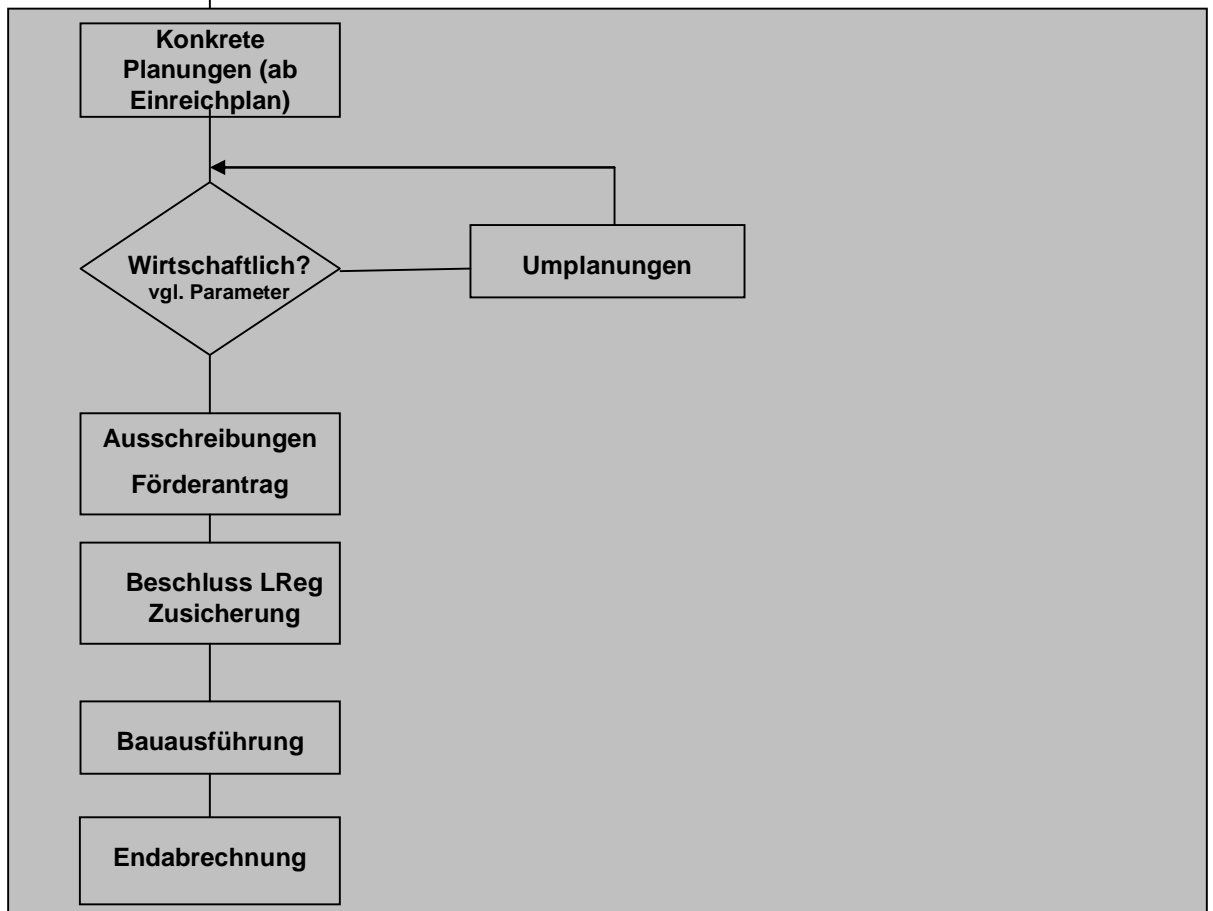 Konkrete
Planungen (ab
Einreichplan)
Wirtschaftlich?
vgl. Parameter
Umplanungen
Ausschreibungen
Förderantrag
Beschluss LReg
Zusicherung
Bauausführung
Endabrechnung